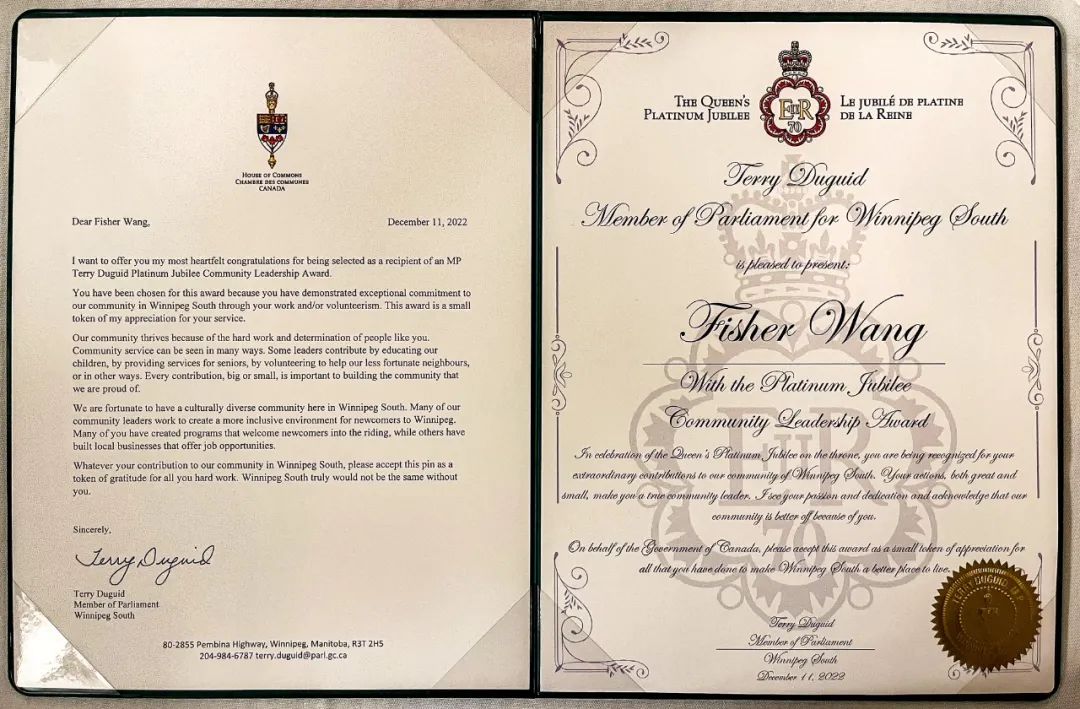 HOUSE OF COMMONS
CHAMBRE DES COMMUNES
CANADA
Dear Fisher Wang,
December 11, 2022
I want to offer you my most heartfelt congratulations for being selected as a recipient of an MP
Terry Duguid Platinum Jubilee Community Leadership Award.
You have been chosen for this award because you have demonstrated exceptional commitment to
our community in Winnipeg South through your work and/or volunteerism. This award is a small
token of my appreciation for your service.
Our community thrives because of the hard work and determination of people like you.
Community service can be seen in many ways. Some leaders contribute by educating our
children, by providing services for seniors, by volunteering to help our less fortunate neighbours,
or in other ways. Every contribution, big or small, is important to building the community that
we are proud of.
We are fortunate to have a culturally diverse community here in Winnipeg South. Many of our
community leaders work to create a more inclusive environment for newcomers to Winnipeg.
Many of you have created programs that welcome newcomers into the riding, while others have
built local businesses that offer job opportunities.
Whatever your contribution to our community in Winnipeg South, please accept this pin as a
token of gratitude for all you hard work. Winnipeg South truly would not be the same without
you.
Sincerely,
Terry Duguid
Terry Duguid
Member of Parliament
Winnipeg South
80-2855 Pembina Highway, Winnipeg, Manitoba, R3T 2H5
204-984-6787 terry.duguid@parl.gc.ca
THE QUEEN'S
PLATINUM JUBILEE
EIIR
70
LE JUBILÉ DE PLATINE
DE LA REINE
Terry Duguid
Member of Parliament for Winnipeg South
is pleased to present:
Fisher Wang
With the Platinum Jubilee
Community Leadership Award
In celebration of the Queen's Platinum Jubilee on the throne, you are being recognized for your
extraordinary contributions to our community of Winnipeg South. Your actions, both great and
small, make you a true community leader. I see your passion and dedication and acknowledge that our
community is better off because of you.
On behalf of the Government of Canada, please accept this award as a small token of appreciation for
all that you have done to make Winnipeg South a better place to live.
Terry Duguid
Member of Parliament
Winnipeg South
December 11, 2022
EIIR
70
TERRY DUGUID